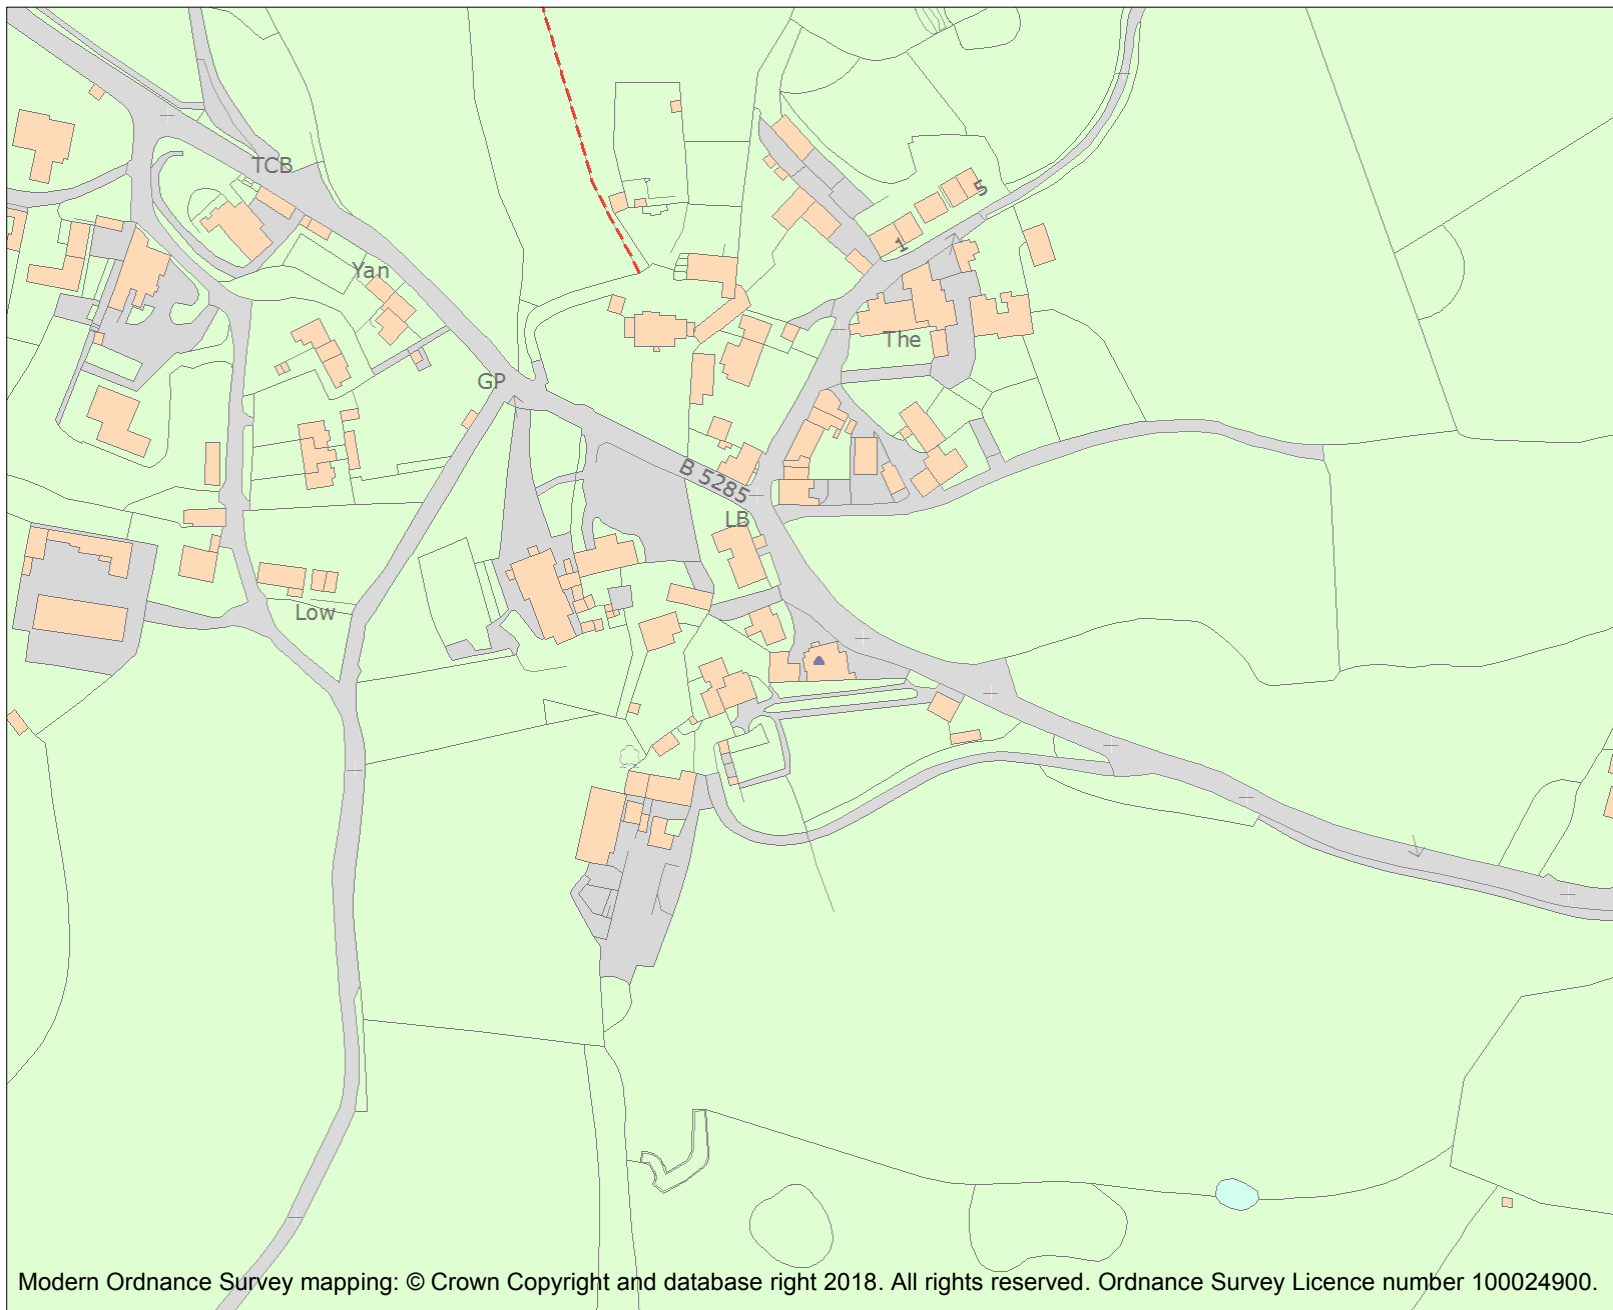 TCB
5
1
Yan
The
GP
B 5285
LB
Low
Modern Ordnance Survey mapping: © Crown Copyright and database right 2018. All rights reserved. Ordnance Survey Licence number 100024900.